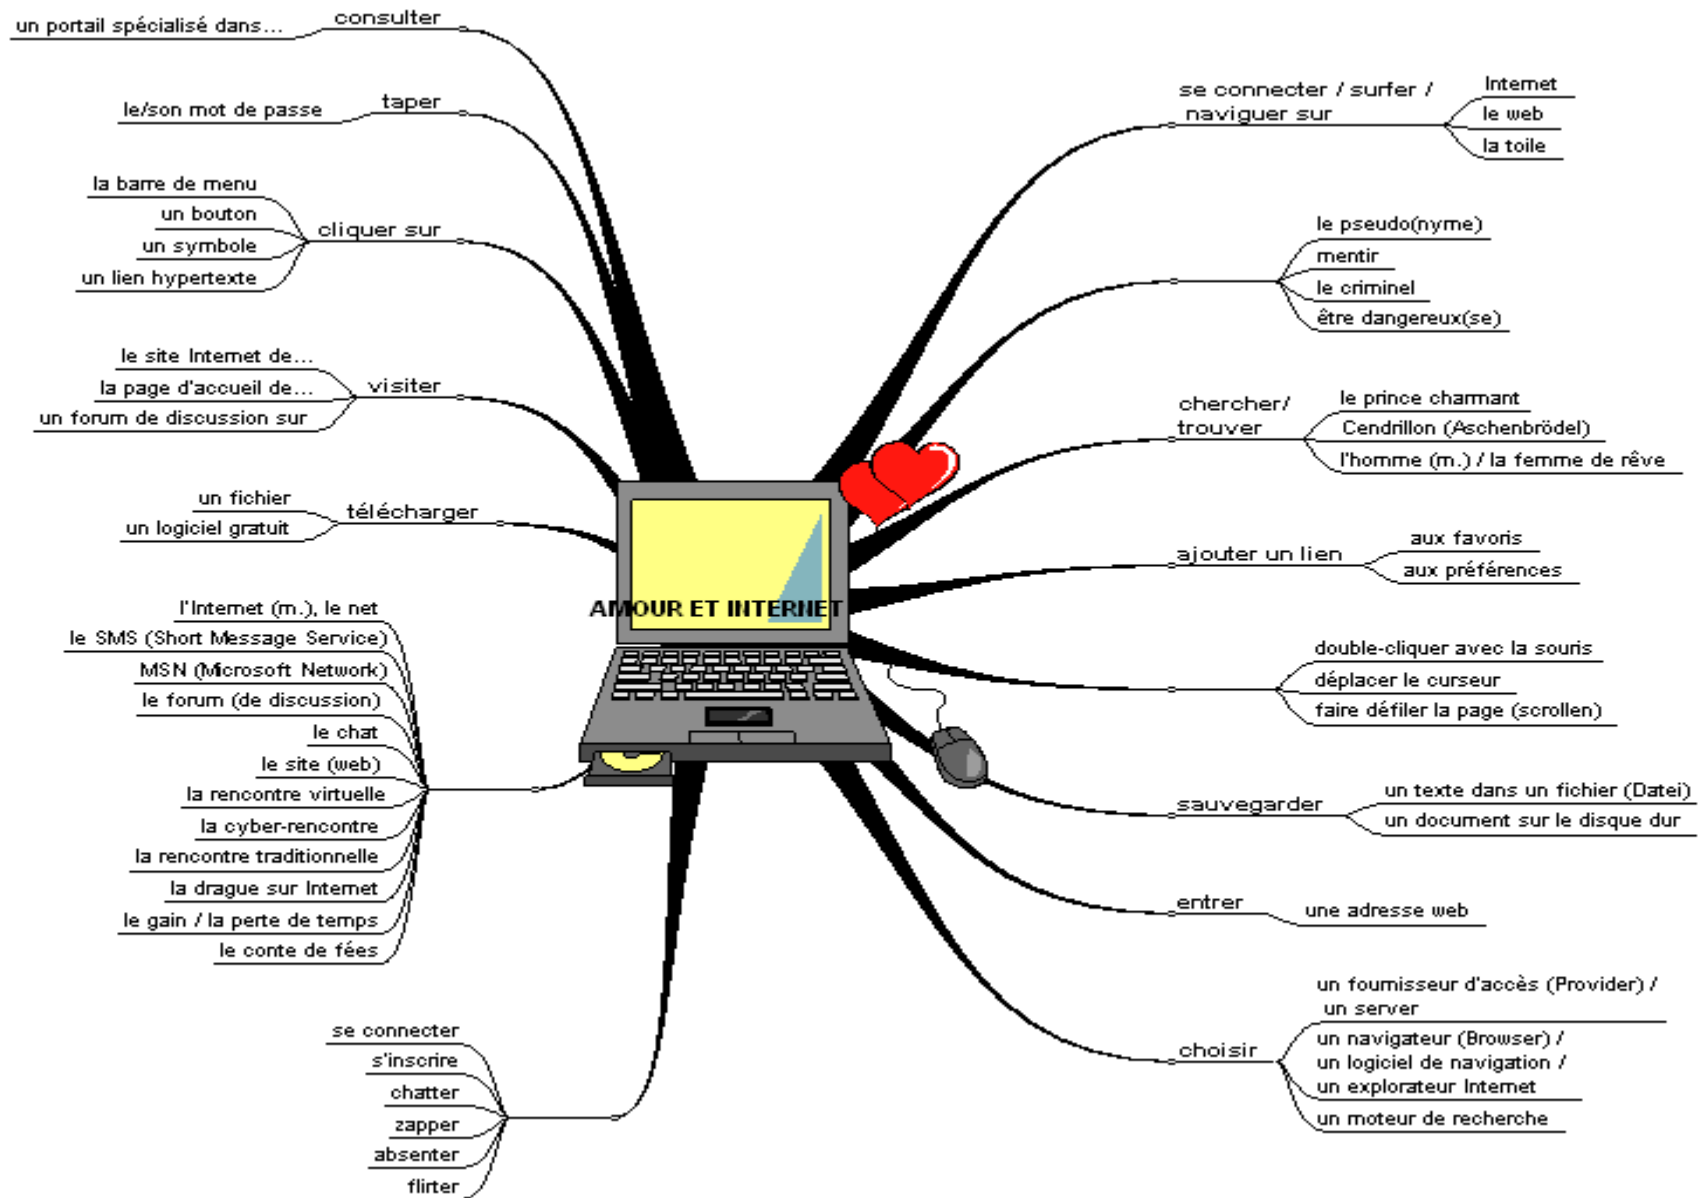 consulter
un portail spécialisé dans...
taper
le/son mot de passe
cliquer sur
la barre de menu
un bouton
un symbole
un lien hypertexte
visiter
le site Internet de...
la page d'accueil de...
un forum de discussion sur
télécharger
un fichier
un logiciel gratuit
l'Internet (m.), le net
le SMS (Short Message Service)
MSN (Microsoft Network)
le forum (de discussion)
le chat
le site (web)
la rencontre virtuelle
la cyber-rencontre
la rencontre traditionnelle
la drague sur Internet
le gain / la perte de temps
le conte de fées
se connecter
s'inscrire
chatter
zapper
absenter
flirter
AMOUR ET INTERNET
se connecter / surfer /
naviguer sur
Internet
le web
la toile
le pseudo(nyme)
mentir
le criminel
être dangereux(se)
chercher/
trouver
le prince charmant
Cendrillon (Aschenbrödel)
l'homme (m.) / la femme de rêve
ajouter un lien
aux favoris
aux préférences
double-cliquer avec la souris
déplacer le curseur
faire défiler la page (scrollen)
sauvegarder
un texte dans un fichier (Datei)
un document sur le disque dur
entrer
une adresse web
choisir
un fournisseur d'accès (Provider) /
un server
un navigateur (Browser) /
un logiciel de navigation /
un explorateur Internet
un moteur de recherche